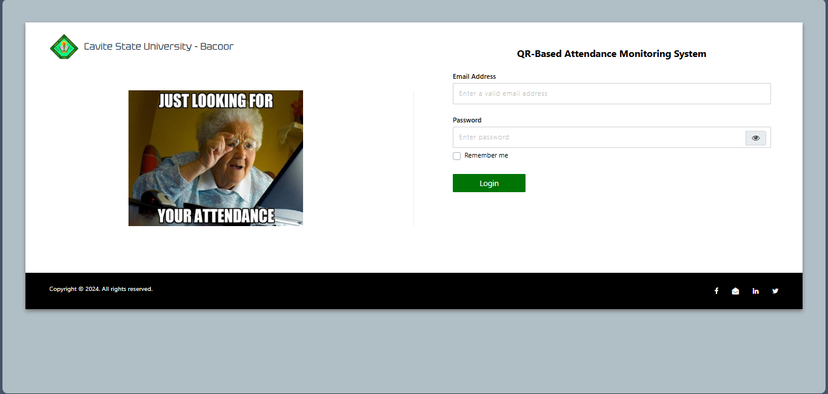 Cavite State University - Bacoor
JUST LOOKING FOR
YOUR ATTENDANCE
QR-Based Attendance Monitoring System
Email Address
Enter a valid email address
Password
Enter password
Remember me
Login
Copyright © 2024. All rights reserved.